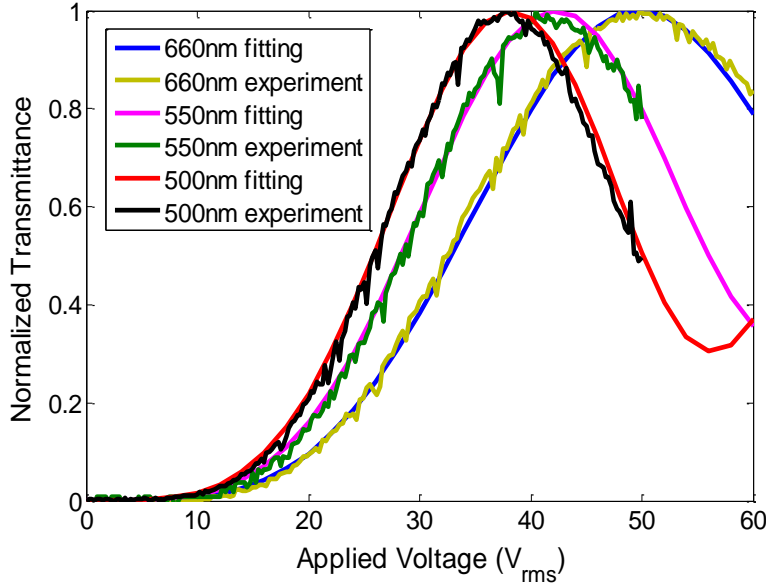 1
0.8
0.6
0.4
0.2
0
Normalized Transmittance
660nm fitting
660nm experiment
550nm fitting
550nm experiment
500nm fitting
500nm experiment
0 10 20 30 40 50 60
Applied Voltage (Vrms)